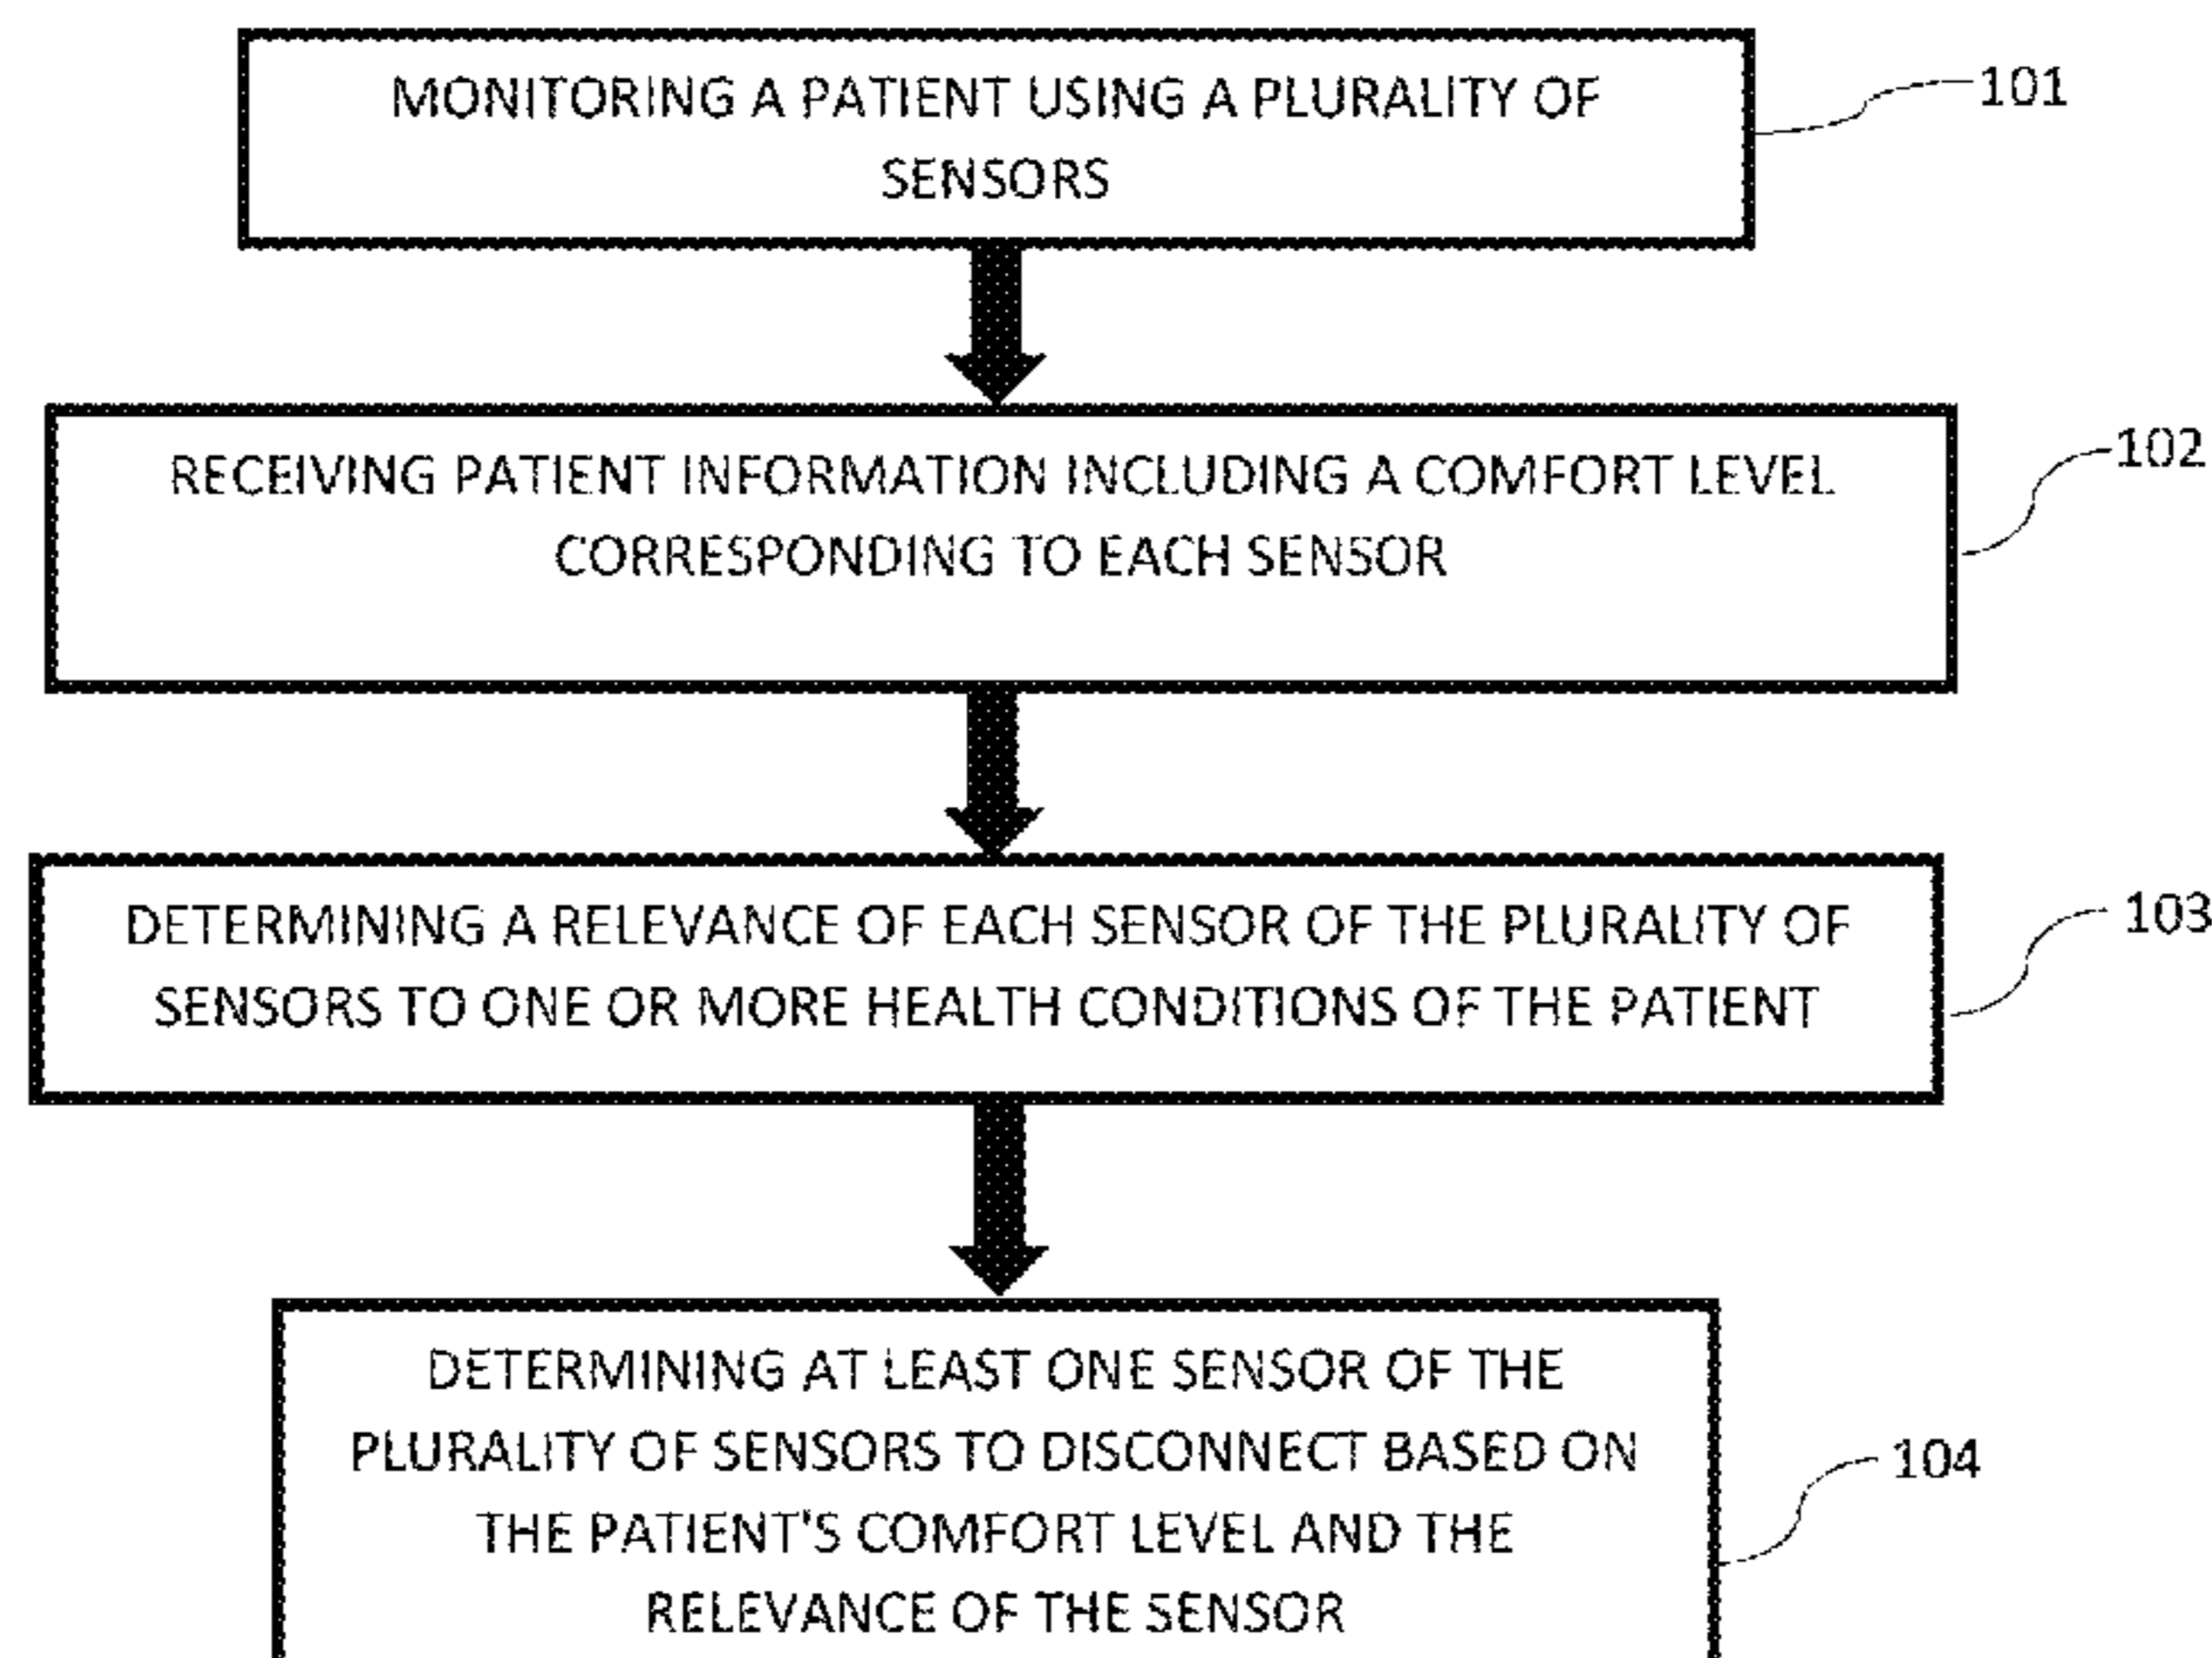 MONITORING A PATIENT USING A PLURALITY OF
SENSORS
101
RECEIVING PATIENT INFORMATION INCLUDING A COMFORT LEVEL
CORRESPONDING TO EACH SENSOR
102
DETERMINING A RELEVANCE OF EACH SENSOR OF THE PLURALITY OF
SENSORS TO ONE OR MORE HEALTH CONDITIONS OF THE PATIENT
103
DETERMINING AT LEAST ONE SENSOR OF THE
PLURALITY OF SENSORS TO DISCONNECT BASED ON
THE PATIENT'S COMFORT LEVEL AND THE
RELEVANCE OF THE SENSOR
104